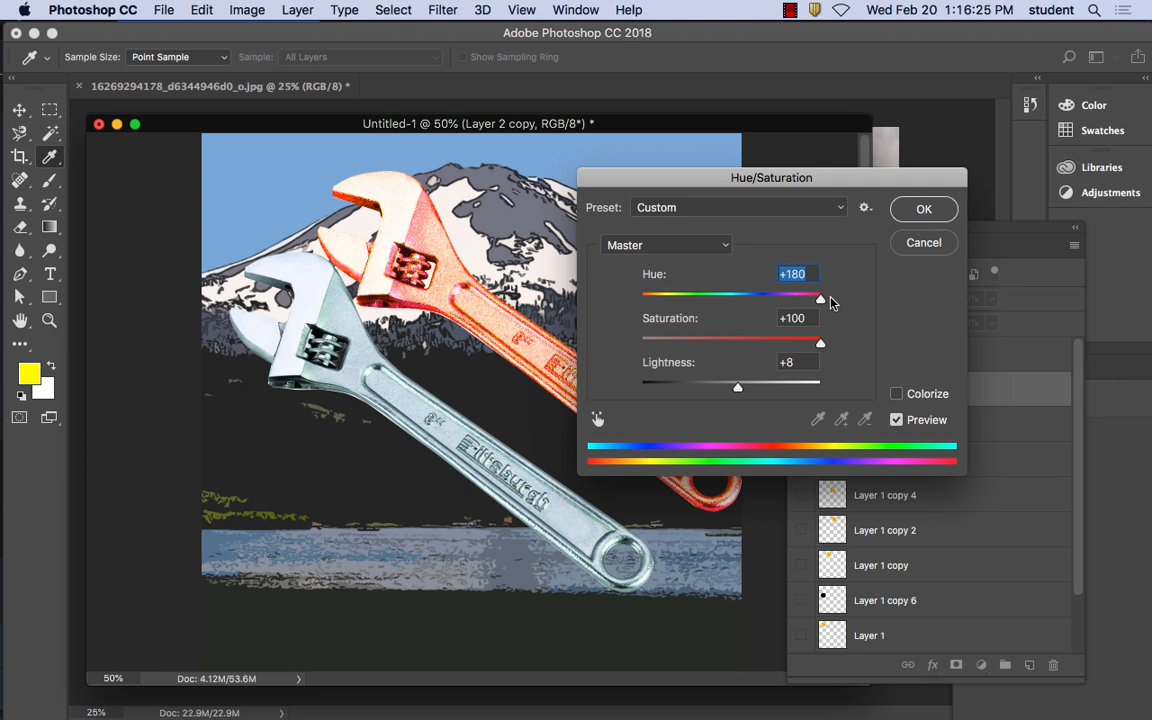 Photoshop CC File Edit Image Layer Type Select Filter 3D View Window Help Wed Feb 20 1:16:25 PM student
Adobe Photoshop CC 2018
Sample Size: Point Sample Sample: All Layers Show Sampling Ring
16269294178_d6344946d0_o.jpg @ 25% (RGB/8) *
Color
Untitled-1 @ 50% (Layer 2 copy, RGB/8*) *
Swatches
Libraries
Adjustments
Hue/Saturation
Preset: Custom
OK
Cancel
Master
Hue: +180
Saturation: +100
Lightness: +8
Colorize
Preview
8"
Pittsburgh
Layer 1 copy 4
Layer 1 copy 2
Layer 1 copy
Layer 1 copy 6
Layer 1
50% Doc: 4.12M/53.6M
25% Doc: 22.9M/22.9M